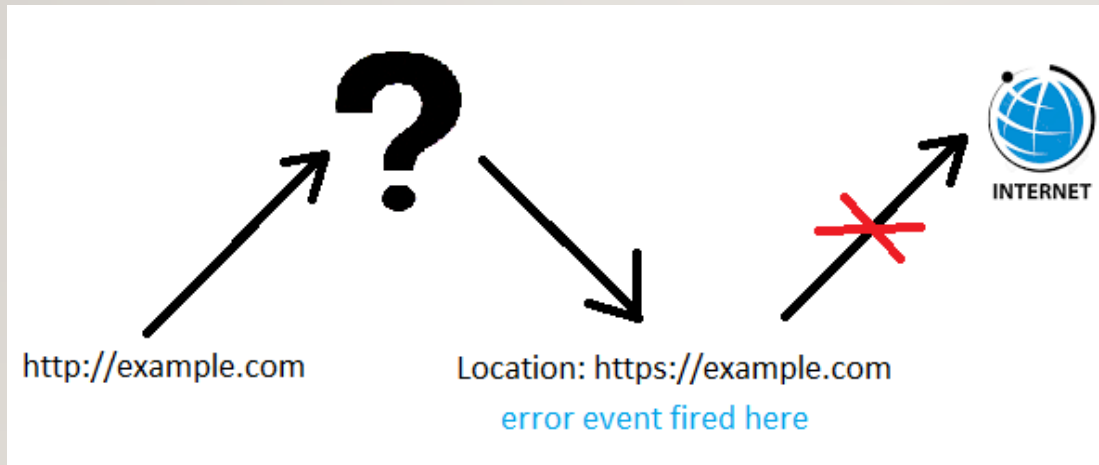 ?
INTERNET
http://example.com
Location: https://example.com
error event fired here